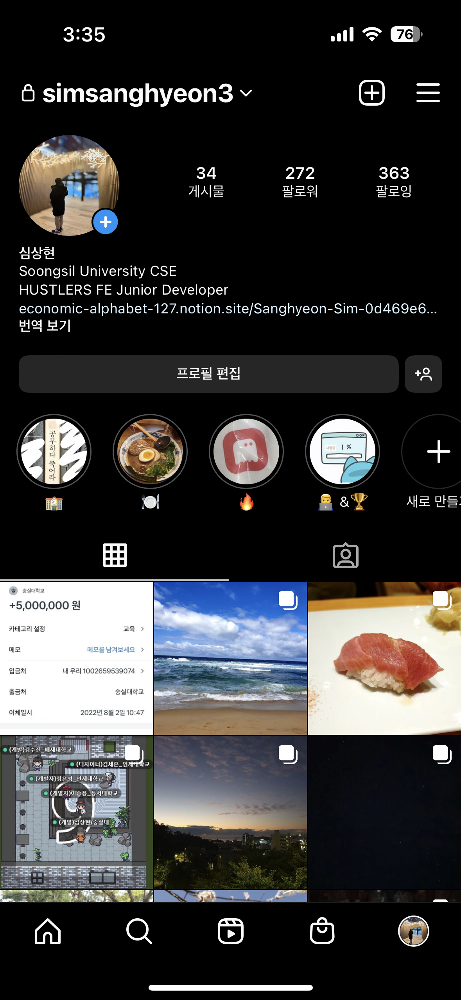 3:35
76
simsanghyeon3
34
272
363
게시물
팔로워
팔로잉
심상현
Soongsil University CSE
HUSTLERS FE Junior Developer
economic-alphabet-127.notion.site/Sanghyeon-Sim-0d469e6...
번역 보기
프로필 편집
공부하다 죽어라
BOX
채점중
1 %
&
새로 만들기
숭실대학교
+5,000,000 원
카테고리 설정
교육
메모
메모를 남겨보세요
입금처
내 우리 1002659539074
출금처
숭실대학교
이체일시
2022년 8월 2일 10:47
(개발)김수진_배재대학교
(디자이너)김세은_인제대학교
(개발자)정은성_인제대학교
(개발자)이승용_동서대학교
(개발)심상현/숭실대